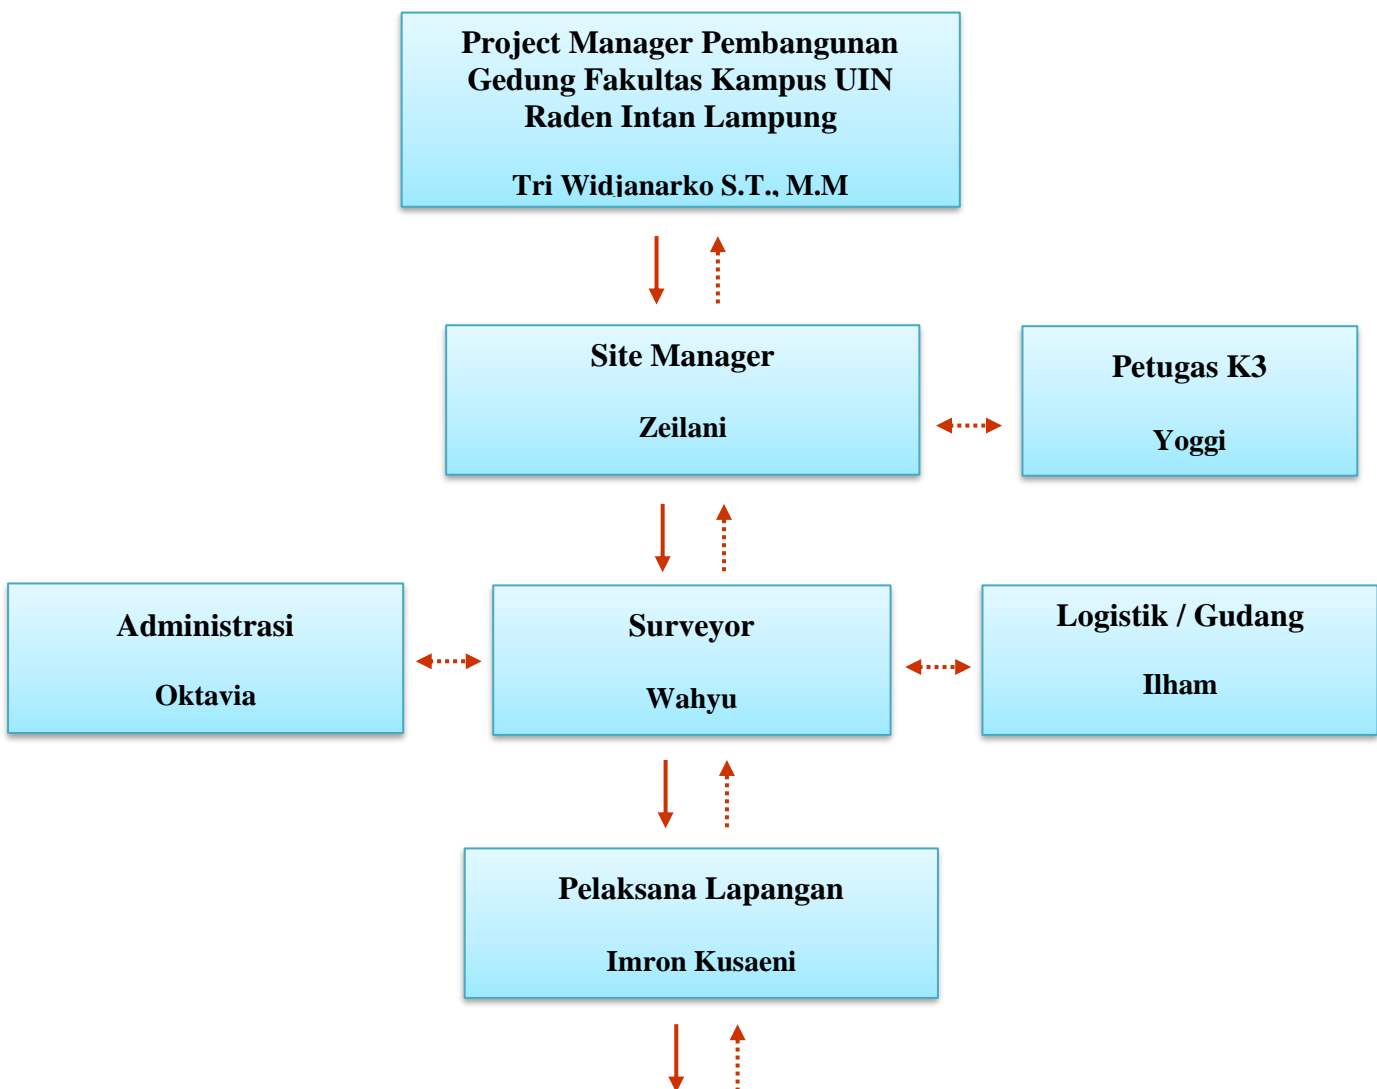 Project Manager Pembangunan
Gedung Fakultas Kampus UIN
Raden Intan Lampung
Tri Widjanarko S.T., M.M
Site Manager
Zeilani
Petugas K3
Yoggi
Administrasi
Oktavia
Surveyor
Wahyu
Logistik / Gudang
Ilham
Pelaksana Lapangan
Imron Kusaeni